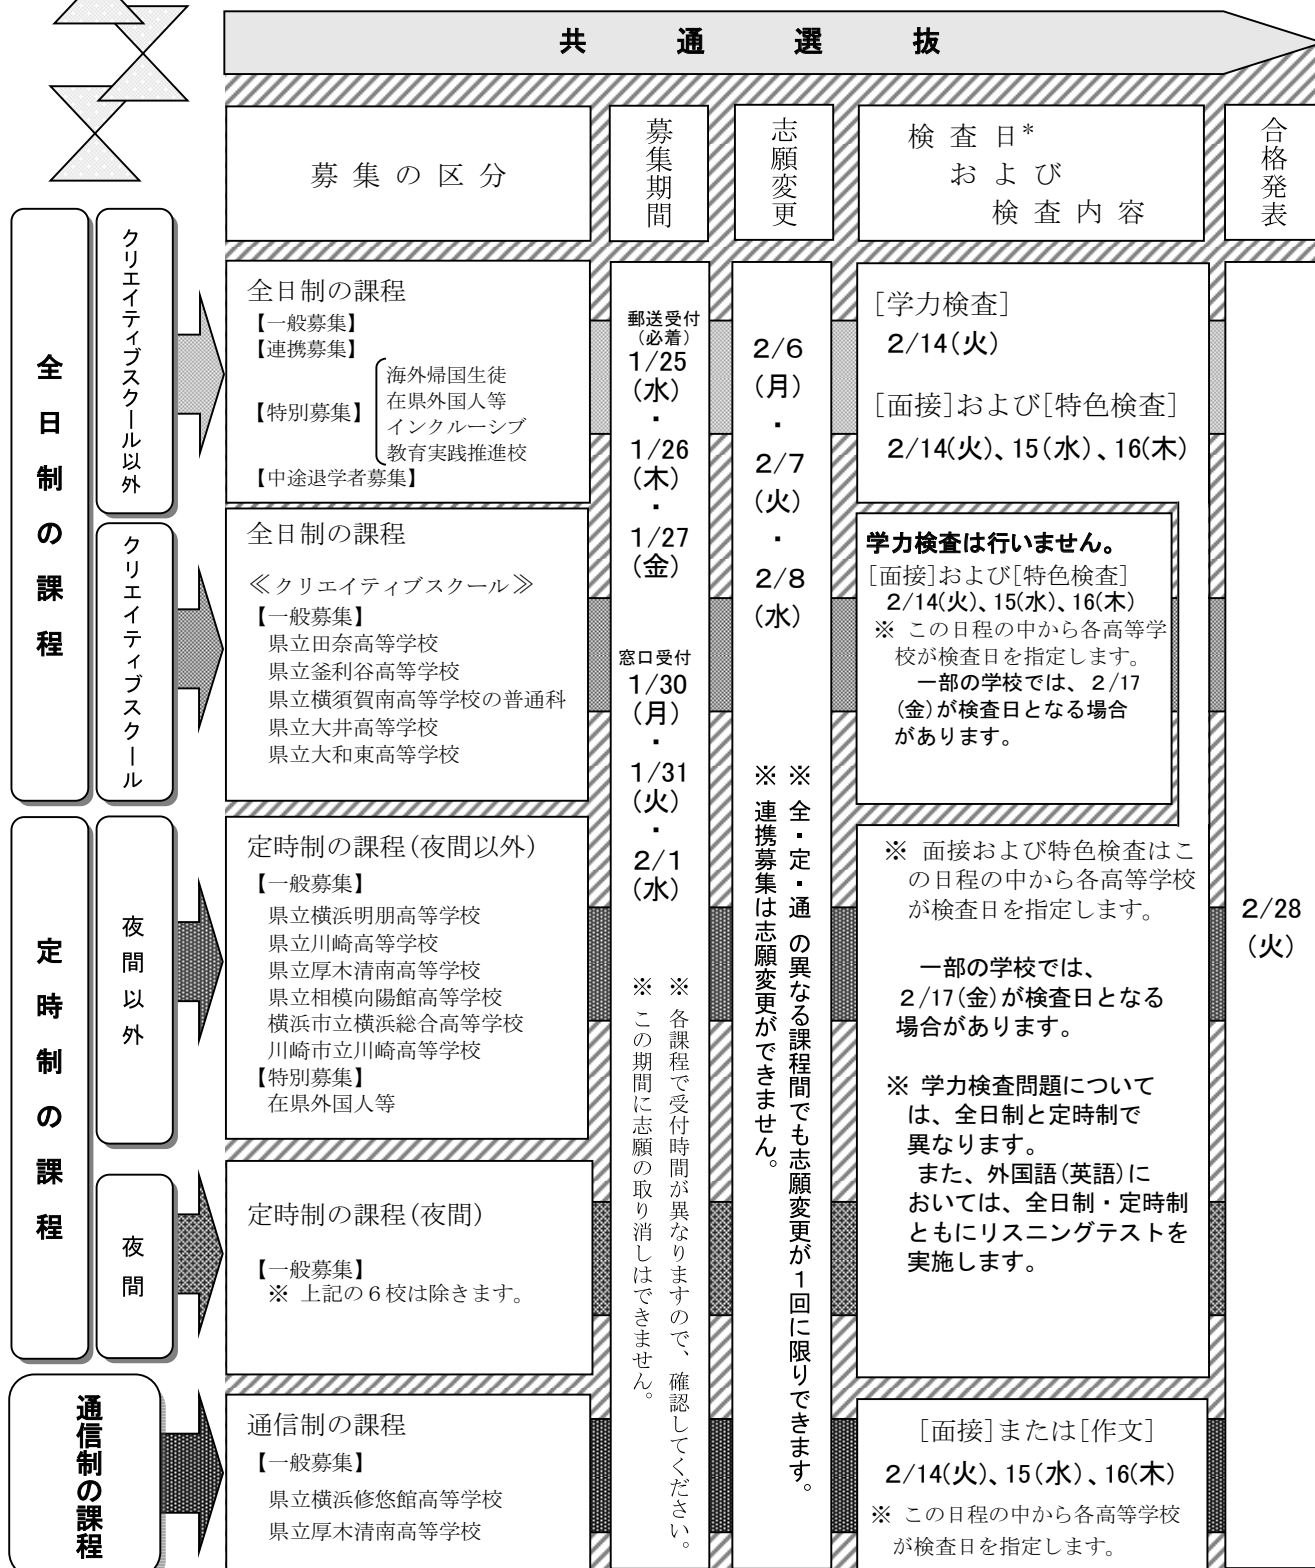 共通選抜
募集の区分
募集期間
志願変更
検査日*
および
検査内容
合格発表
全日制の課程
クリエイティブスクール以外
全日制の課程
【一般募集】
【連携募集】
【特別募集】
海外帰国生徒
在県外国人等
インクルーシブ
教育実践推進校
【中途退学者募集】
クリエイティブスクール
全日制の課程
≪クリエイティブスクール≫
【一般募集】
県立田奈高等学校
県立釜利谷高等学校
県立横須賀南高等学校の普通科
県立大井高等学校
県立大和東高等学校
定時制の課程
夜間以外
定時制の課程(夜間以外)
【一般募集】
県立横浜明朋高等学校
県立川崎高等学校
県立厚木清南高等学校
県立相模向陽館高等学校
横浜市立横浜総合高等学校
川崎市立川崎高等学校
【特別募集】
在県外国人等
夜間
定時制の課程(夜間)
【一般募集】
※ 上記の6校は除きます。
通信制の課程
通信制の課程
【一般募集】
県立横浜修悠館高等学校
県立厚木清南高等学校
郵送受付
(必着)
1/25
(水)
・
1/26
(木)
・
1/27
(金)
窓口受付
1/30
(月)
・
1/31
(火)
・
2/1
(水)
※ 各課程で受付時間が異なりますので、確認してください。
※ この期間に志願の取り消しはできません。
2/6
(月)
・
2/7
(火)
・
2/8
(水)
※ 全・定・通の異なる課程間でも志願変更が1回に限りできます。
※ 連携募集は志願変更ができません。
[学力検査]
2/14(火)
[面接]および[特色検査]
2/14(火)、15(水)、16(木)
学力検査は行いません。
[面接]および[特色検査]
2/14(火)、15(水)、16(木)
※ この日程の中から各高等学
校が検査日を指定します。
一部の学校では、2/17
(金)が検査日となる場合
があります。
※ 面接および特色検査はこ
の日程の中から各高等学校
が検査日を指定します。
一部の学校では、
2/17(金)が検査日となる
場合があります。
※ 学力検査問題について
は、全日制と定時制で
異なります。
また、外国語(英語)に
おいては、全日制・定時制
ともにリスニングテストを
実施します。
[面接]または[作文]
2/14(火)、15(水)、16(木)
※ この日程の中から各高等学校
が検査日を指定します。
2/28
(火)